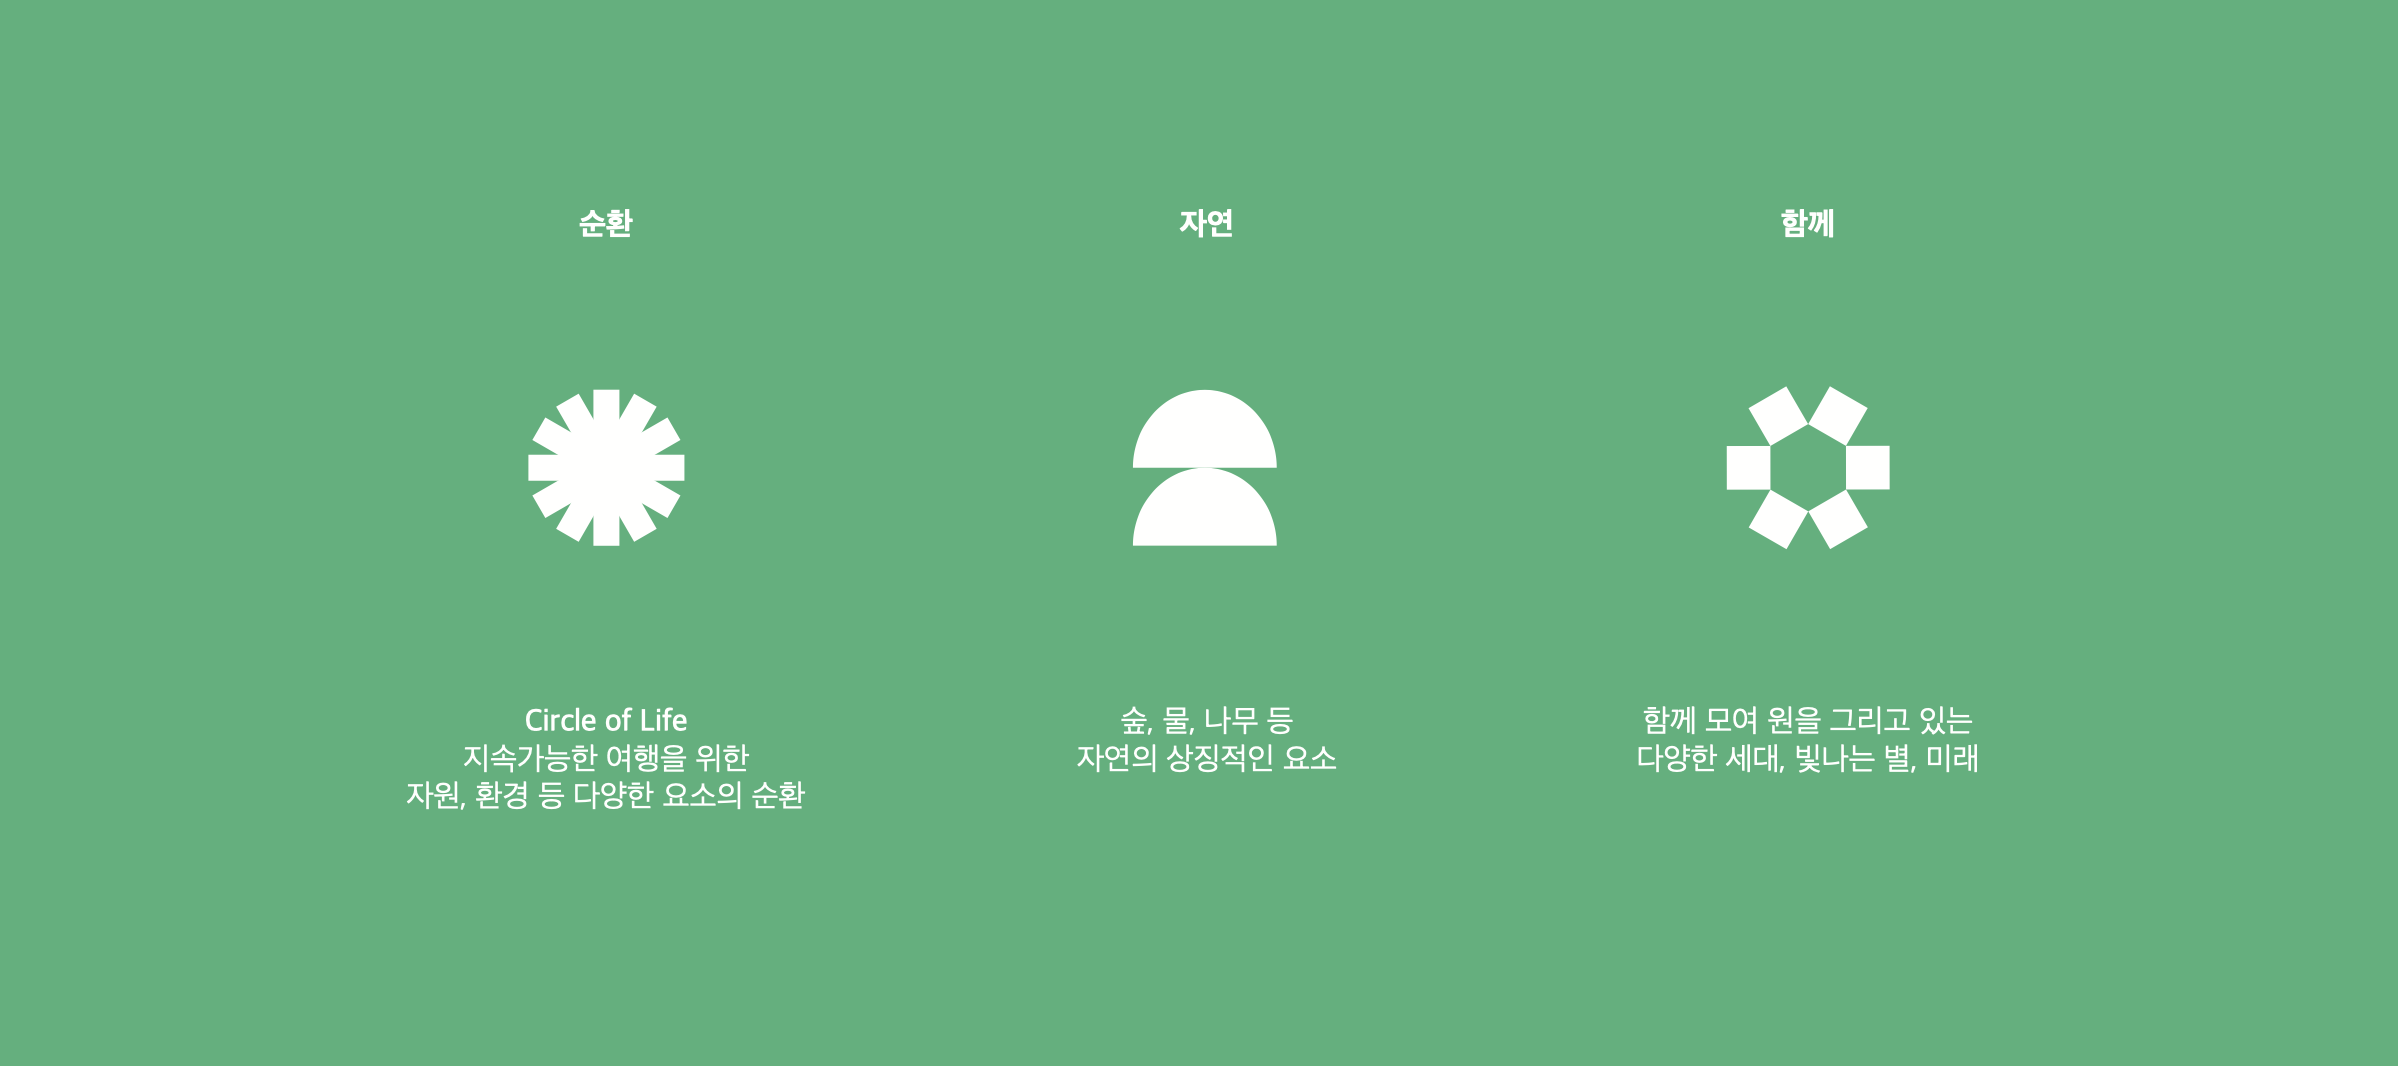 순환
자연
함께
Circle of Life
지속가능한 여행을 위한
자원, 환경 등 다양한 요소의 순환
숲, 물, 나무 등
자연의 상징적인 요소
함께 모여 원을 그리고 있는
다양한 세대, 빛나는 별, 미래